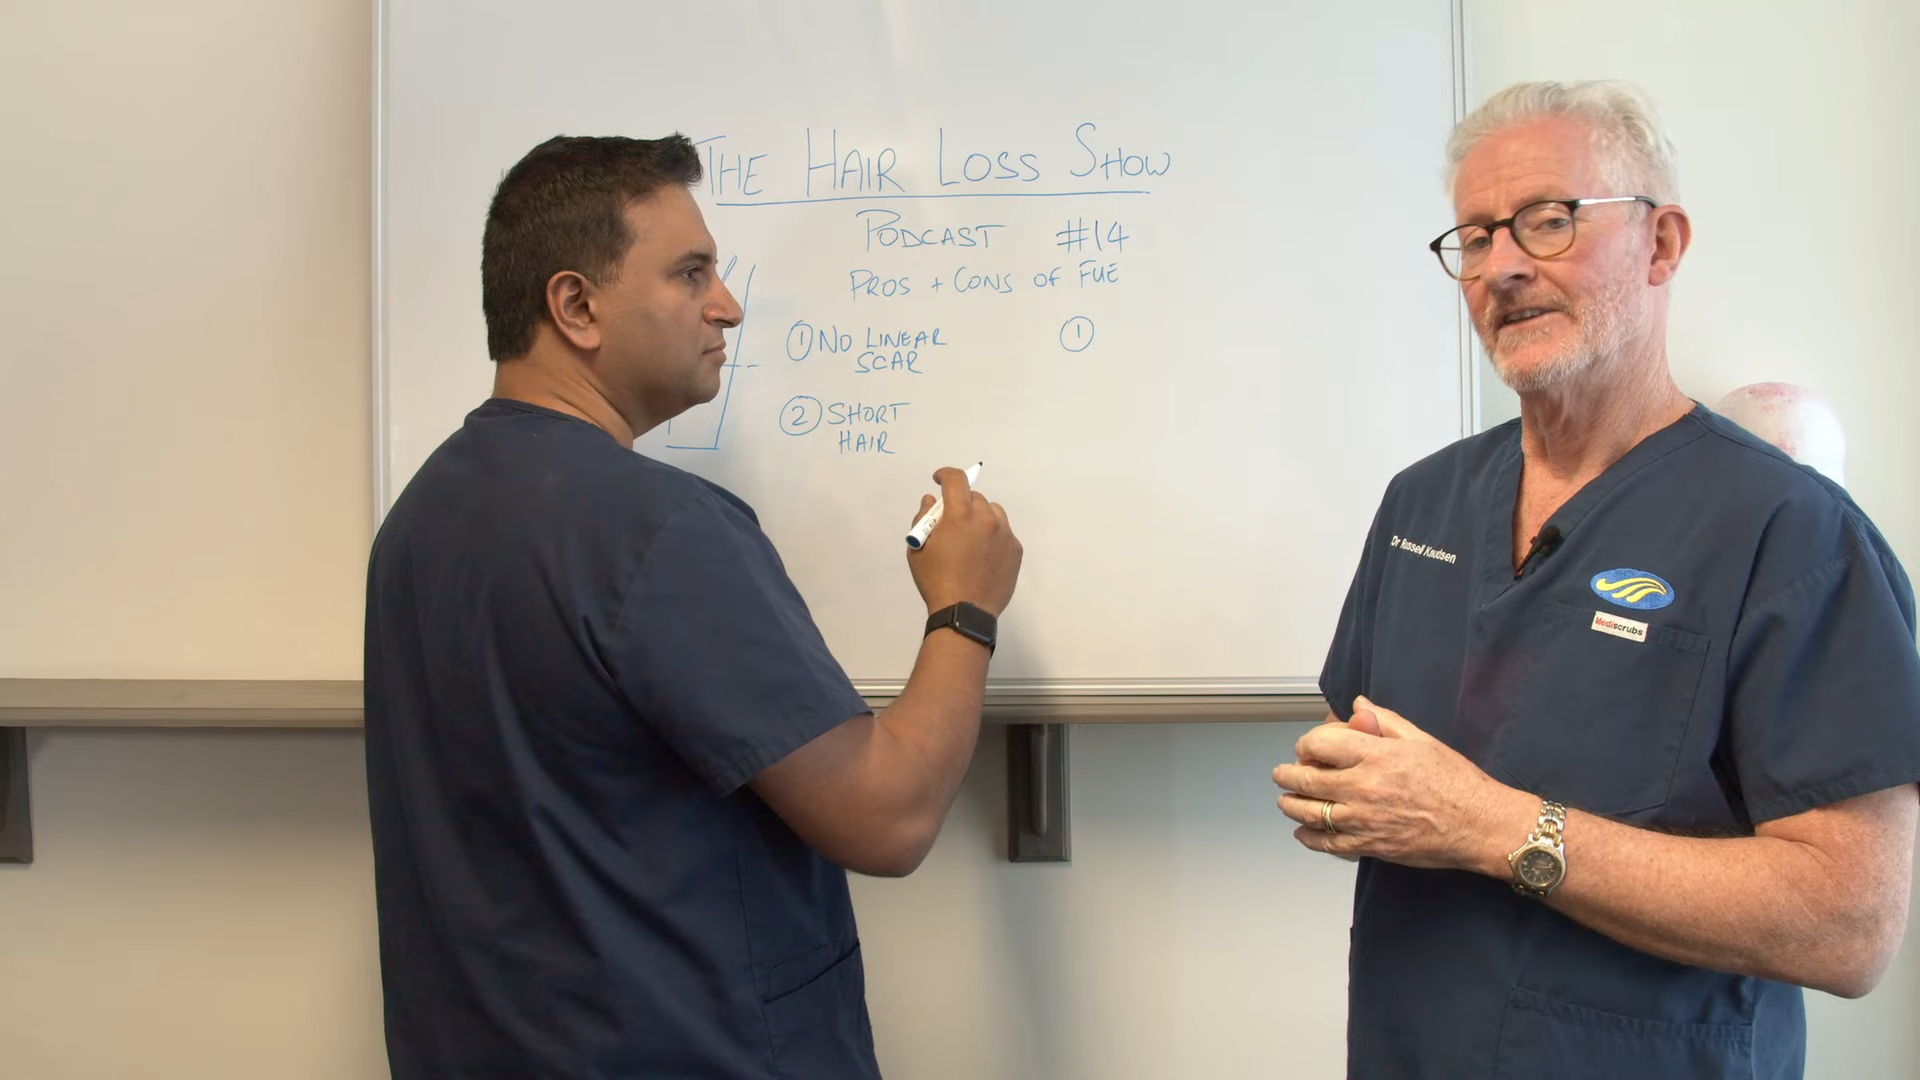 THE HAIR LOSS SHOW
PODCAST #14
PROS + CONS OF FUE
① NO LINEAR
SCAR
①
② SHORT
HAIR
Dr Russell Knudsen
Mediscrubs